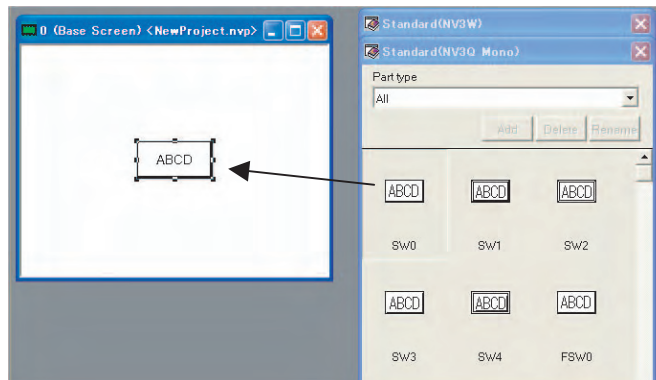 0 (Base Screen) <NewProject.nvp>
ABCD
Standard(NV3W)
Standard(NV3Q Mono)
Part type
All
Add Delete Rename
ABCD ABCD ABCD
SW0 SW1 SW2
ABCD ABCD ABCD
SW3 SW4 FSW0